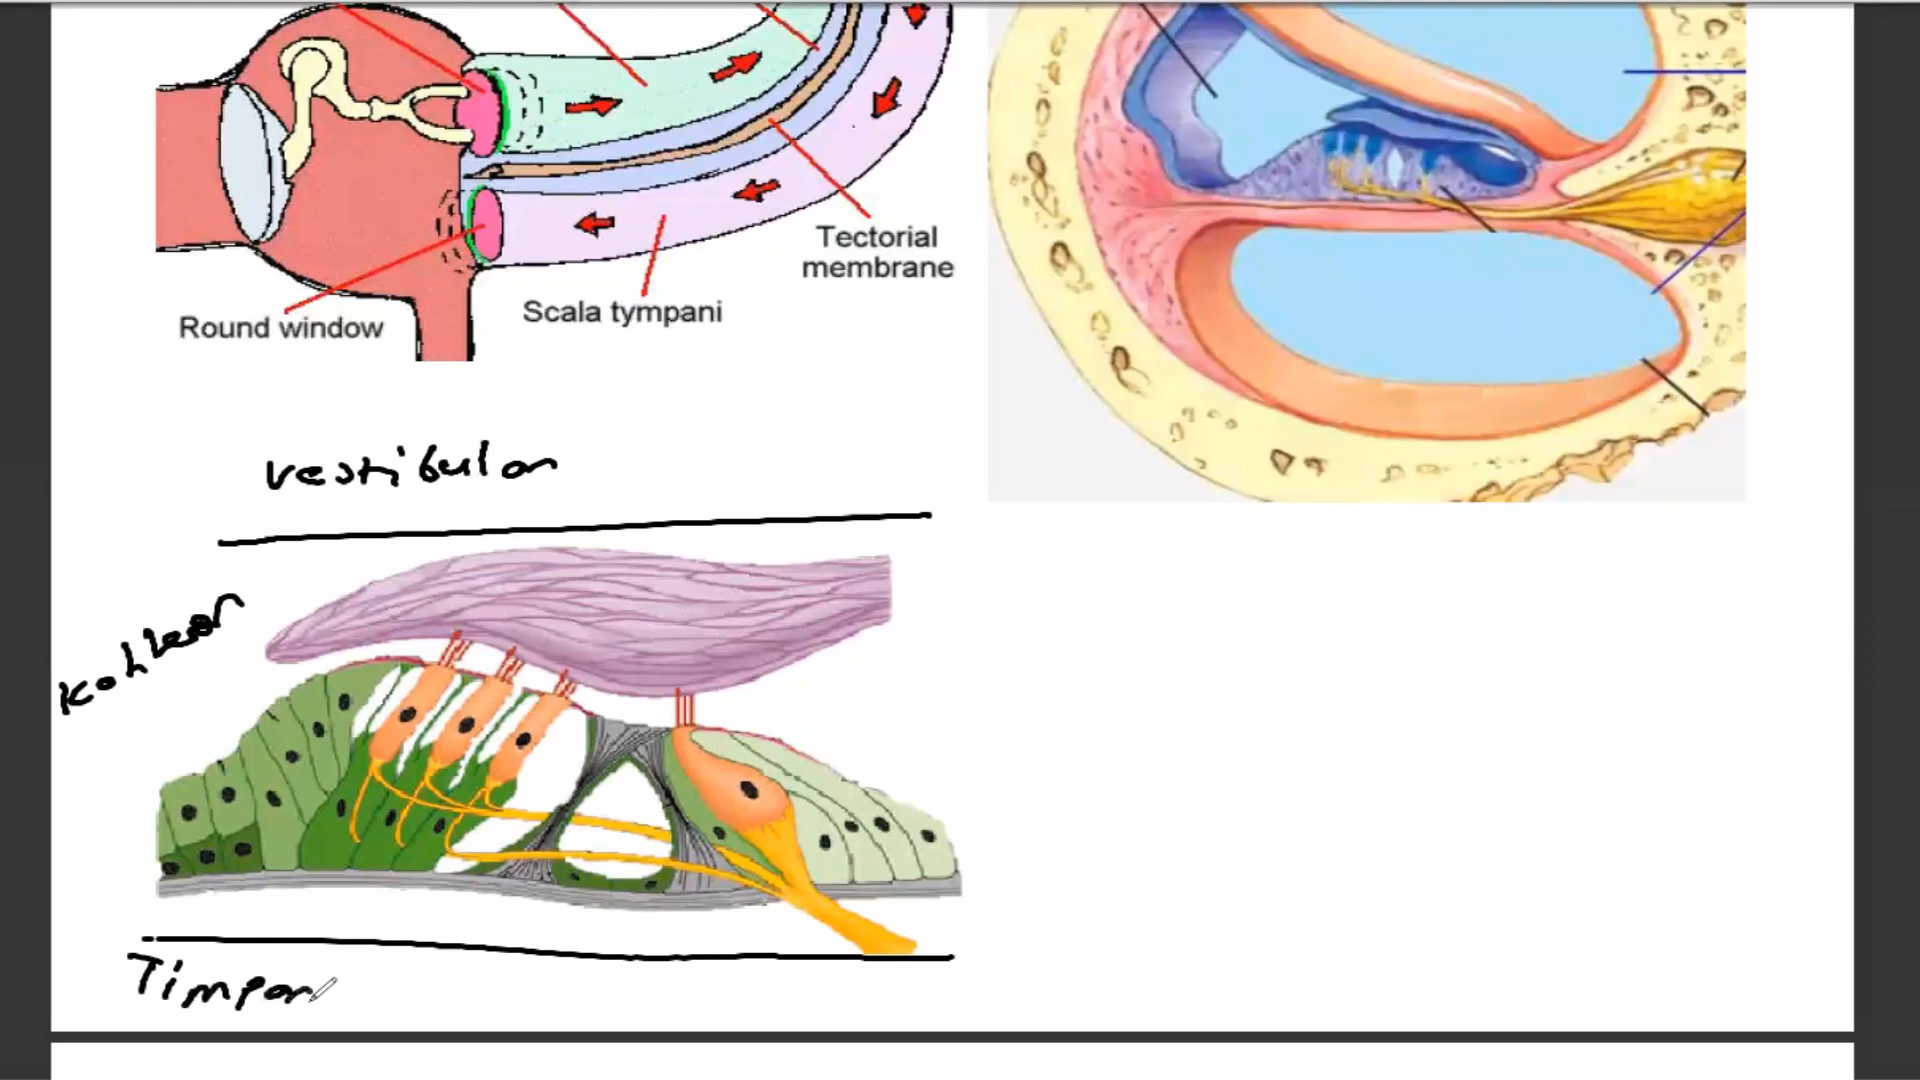 Tectorial
membrane
Scala tympani
Round window
vestibular
Kohlear
Timpan